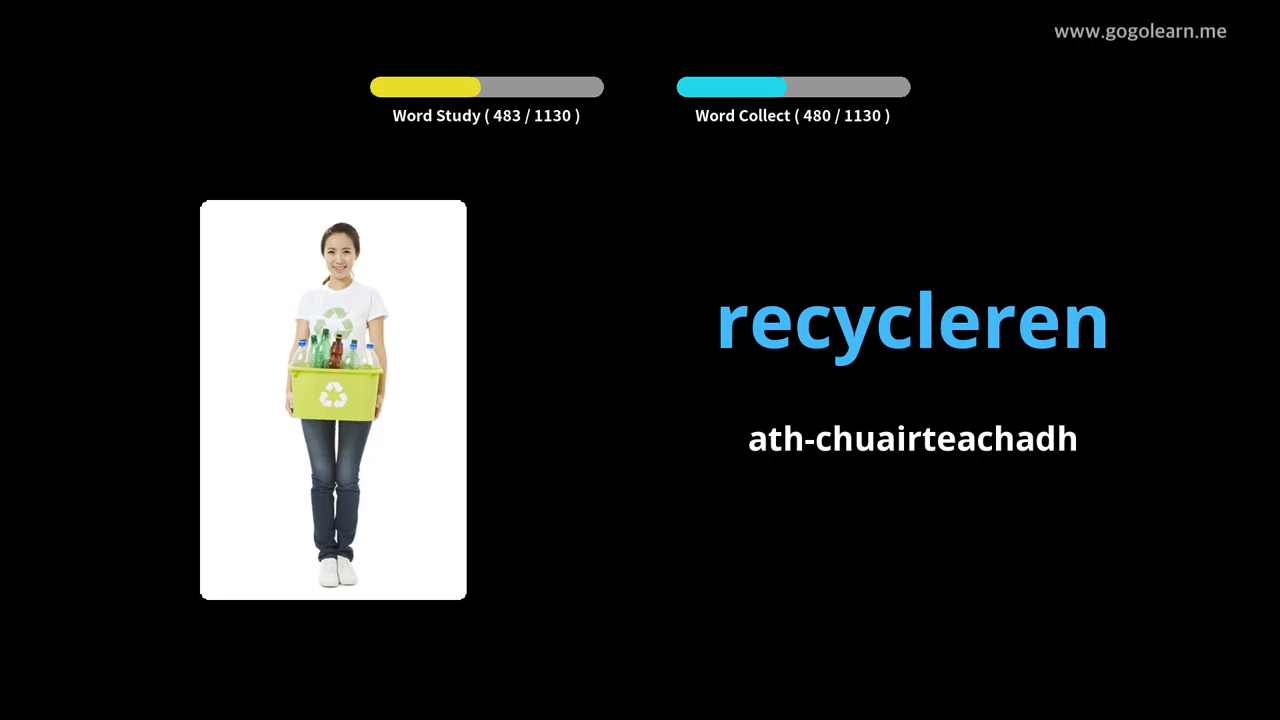 www.gogolearn.me
Word Study ( 483 / 1130 )
Word Collect ( 480 / 1130 )
recycleren
ath-chuairteachadh